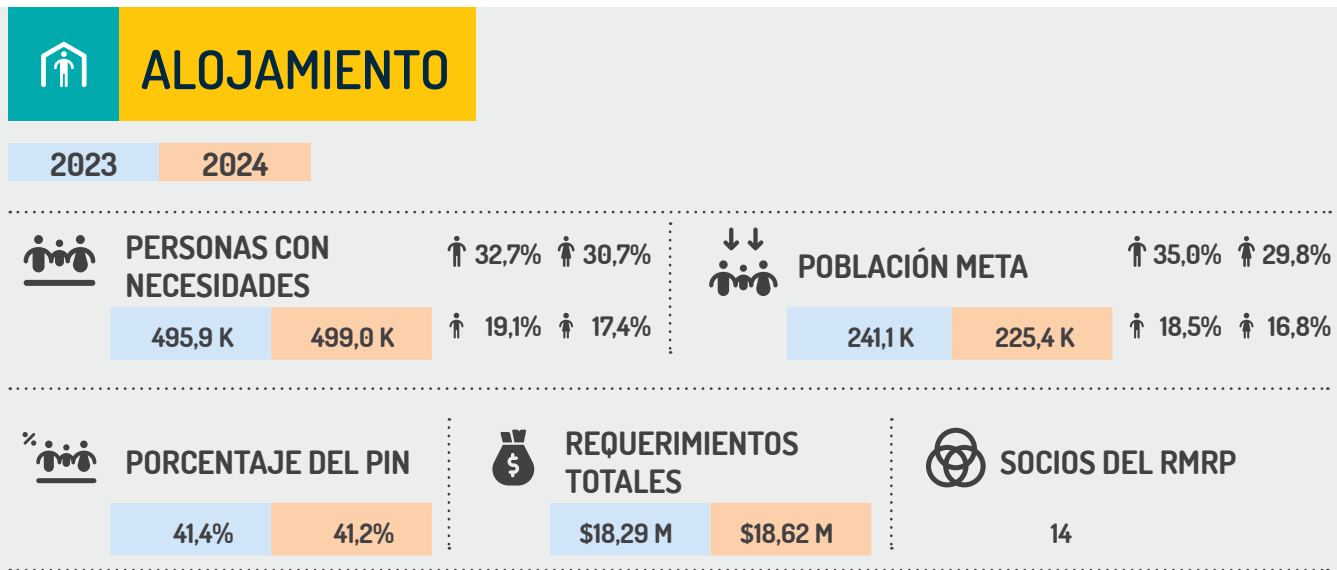 ALOJAMIENTO
2023 2024
PERSONAS CON
NECESIDADES
495,9 K 499,0 K
32,7% 30,7%
19,1% 17,4%
POBLACIÓN META
241,1 K 225,4 K
35,0% 29,8%
18,5% 16,8%
%
PORCENTAJE DEL PIN
41,4% 41,2%
$
REQUERIMIENTOS
TOTALES
$18,29 M $18,62 M
SOCIOS DEL RMRP
14